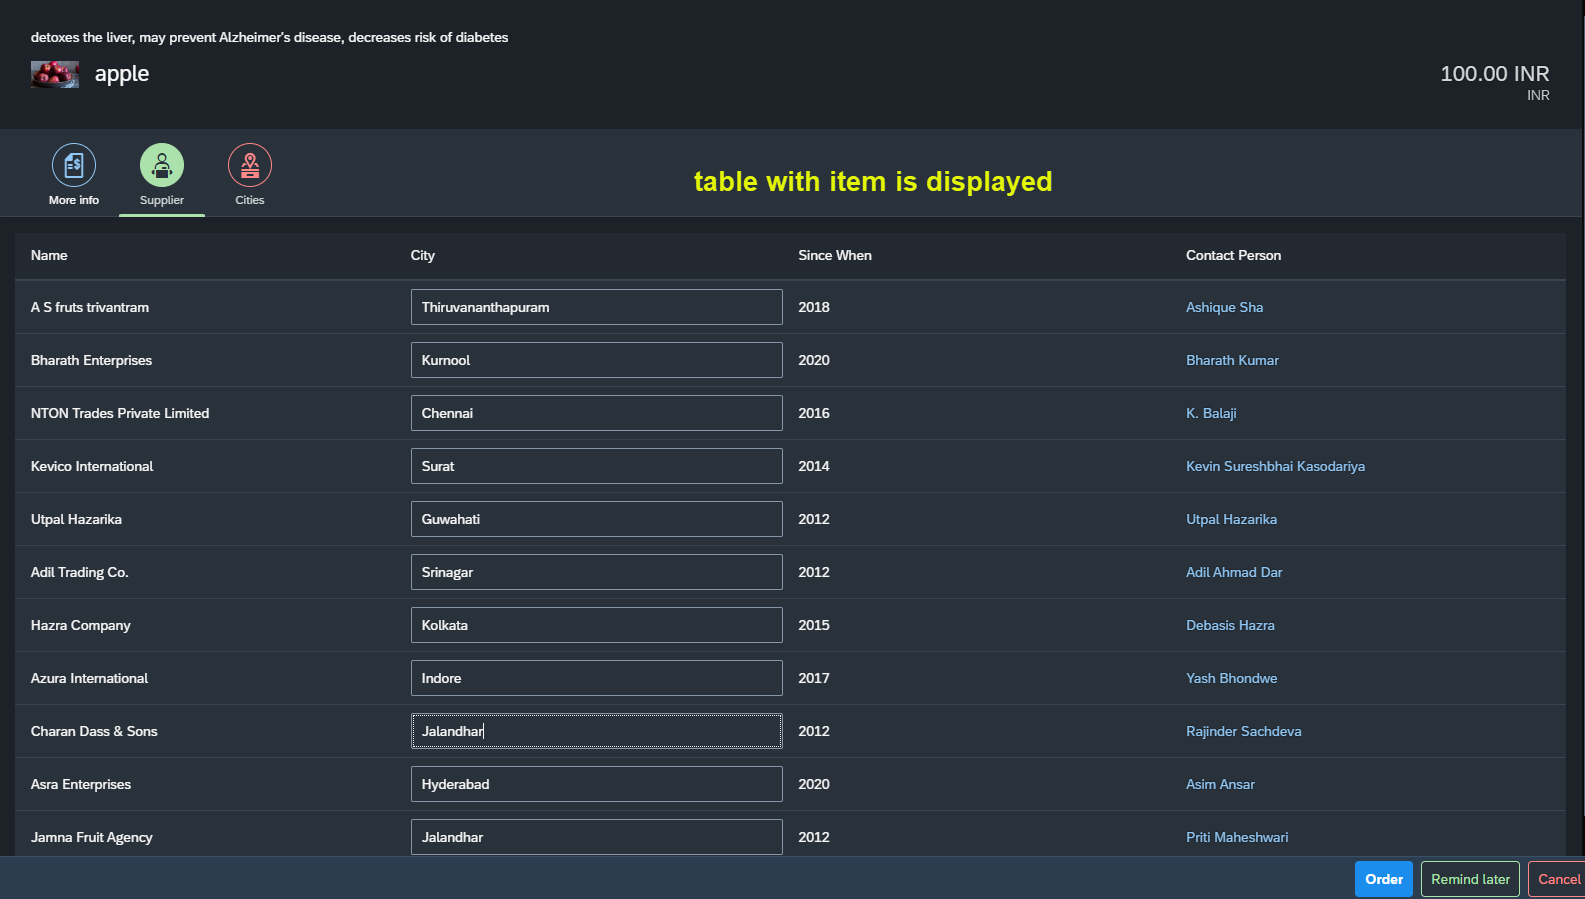 detoxes the liver, may prevent Alzheimer's disease, decreases risk of diabetes
apple
100.00 INR
INR
More info
Supplier
Cities
table with item is displayed
Name City Since When Contact Person
A S fruts trivantram Thiruvananthapuram 2018 Ashique Sha
Bharath Enterprises Kurnool 2020 Bharath Kumar
NTON Trades Private Limited Chennai 2016 K. Balaji
Kevico International Surat 2014 Kevin Sureshbhai Kasodariya
Utpal Hazarika Guwahati 2012 Utpal Hazarika
Adil Trading Co. Srinagar 2012 Adil Ahmad Dar
Hazra Company Kolkata 2015 Debasis Hazra
Azura International Indore 2017 Yash Bhondwe
Charan Dass & Sons Jalandhar 2012 Rajinder Sachdeva
Asra Enterprises Hyderabad 2020 Asim Ansar
Jamna Fruit Agency Jalandhar 2012 Priti Maheshwari
Order Remind later Cancel